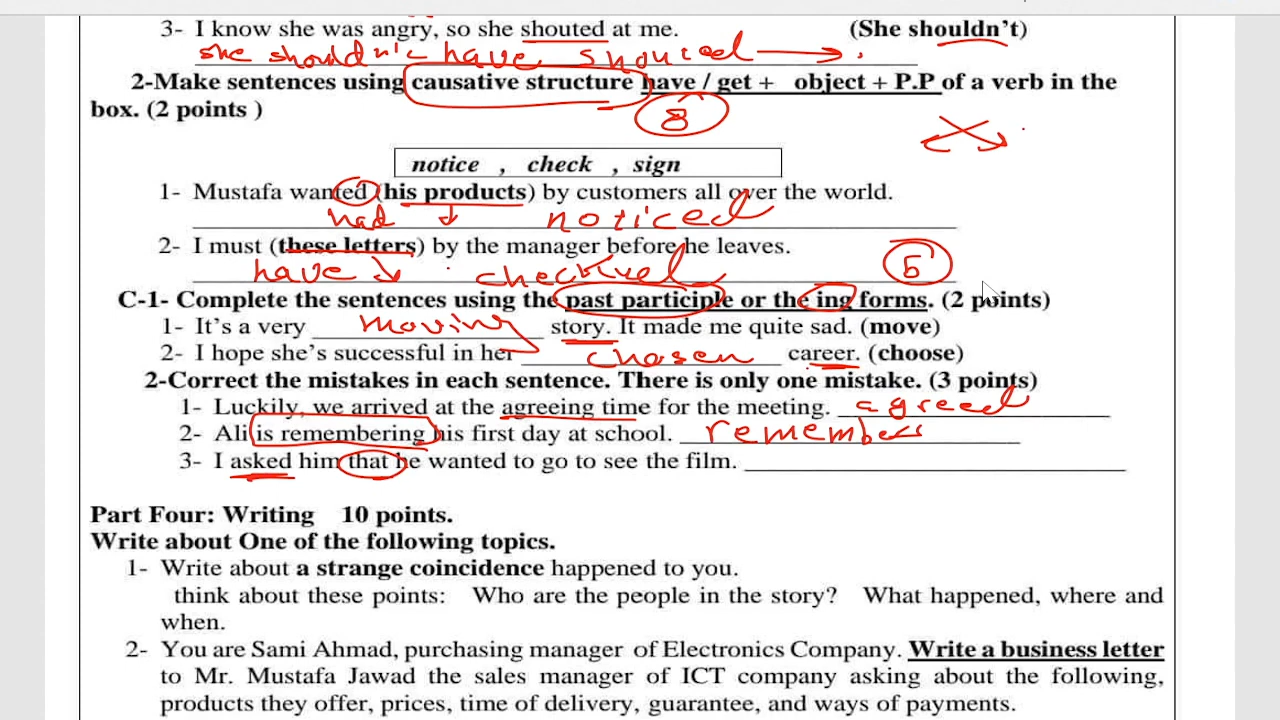 3- I know she was angry, so she shouted at me. (She shouldn't)
she shouldn't have shouted
2-Make sentences using causative structure have / get + object + P.P of a verb in the
box. (2 points )
8
notice , check , sign
1- Mustafa wanted (his products) by customers all over the world.
had noticed
2- I must (these letters) by the manager before he leaves.
have checked
5
C-1- Complete the sentences using the past participle or the ing forms. (2 points)
1- It's a very moving story. It made me quite sad. (move)
2- I hope she's successful in her chosen career. (choose)
2-Correct the mistakes in each sentence. There is only one mistake. (3 points)
1- Luckily, we arrived at the agreeing time for the meeting. agreed
2- Ali is remembering his first day at school. remembers
3- I asked him that he wanted to go to see the film.
Part Four: Writing 10 points.
Write about One of the following topics.
1- Write about a strange coincidence happened to you.
think about these points: Who are the people in the story? What happened, where and
when.
2- You are Sami Ahmad, purchasing manager of Electronics Company. Write a business letter
to Mr. Mustafa Jawad the sales manager of ICT company asking about the following,
products they offer, prices, time of delivery, guarantee, and ways of payments.